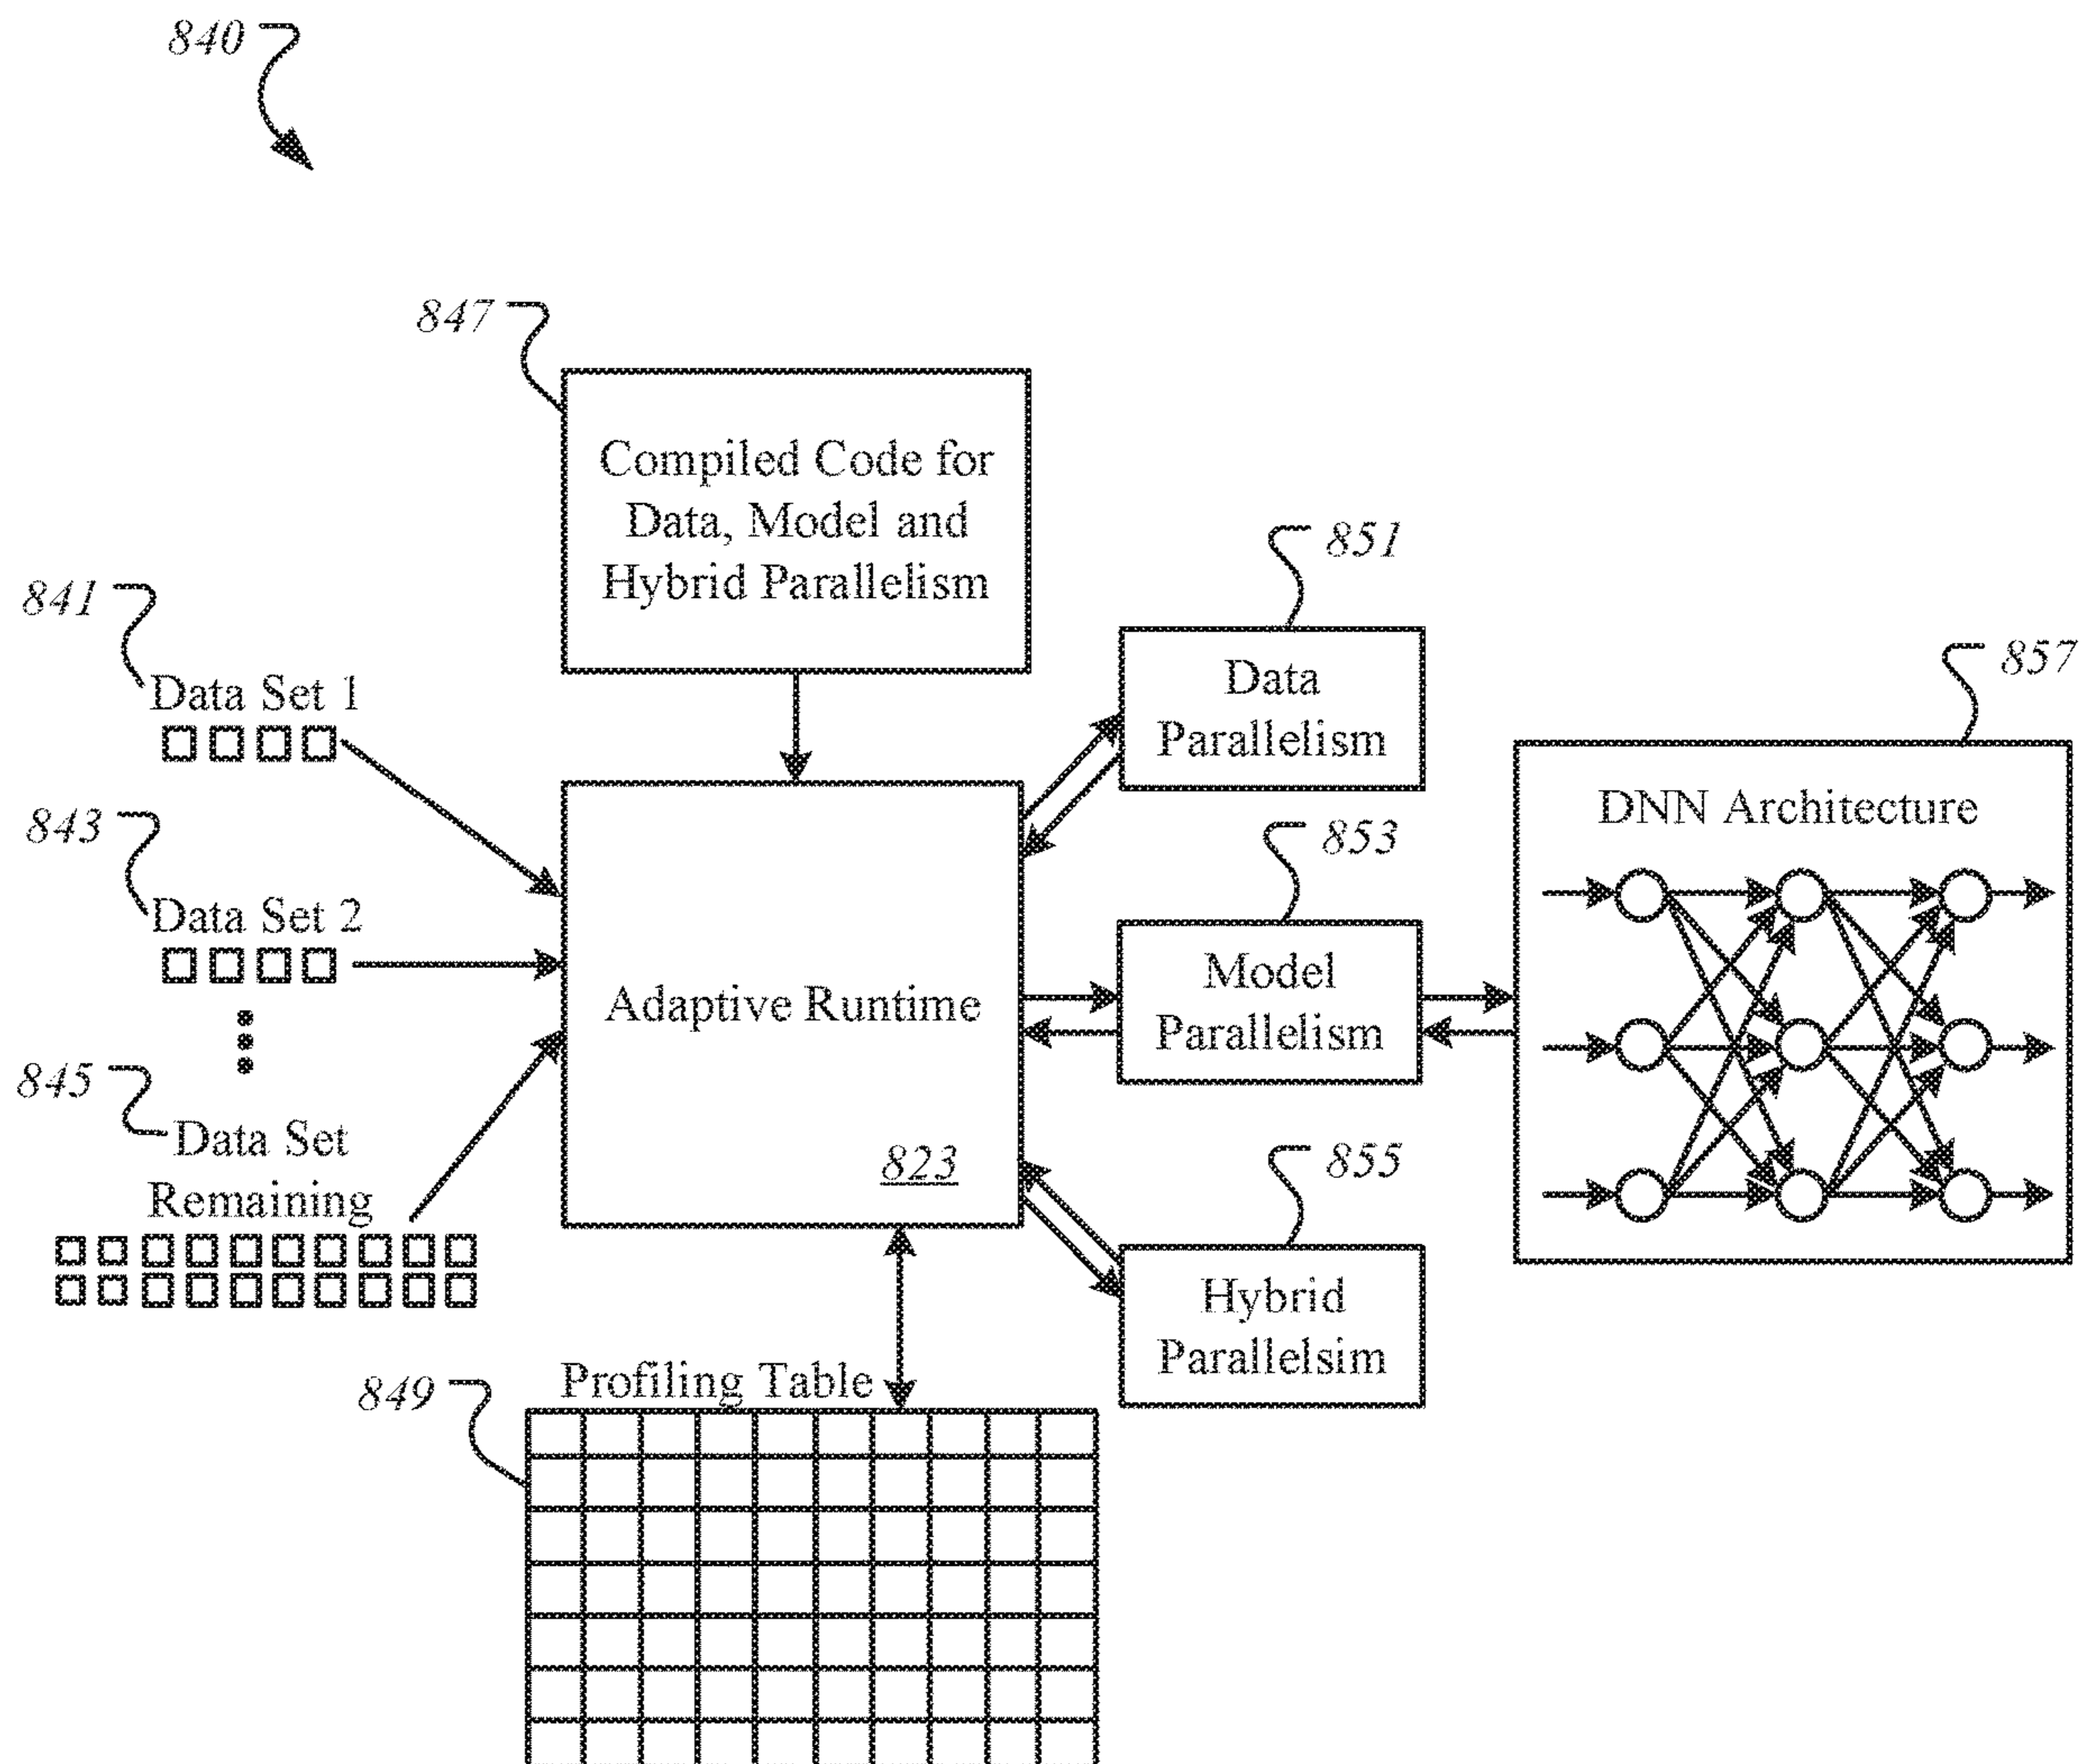 840
847
Compiled Code for
Data, Model and
Hybrid Parallelism
841
Data Set 1
843
Data Set 2
845
Data Set
Remaining
Adaptive Runtime
823
851
Data
Parallelism
853
Model
Parallelism
855
Hybrid
Parallelsim
857
DNN Architecture
849
Profiling Table